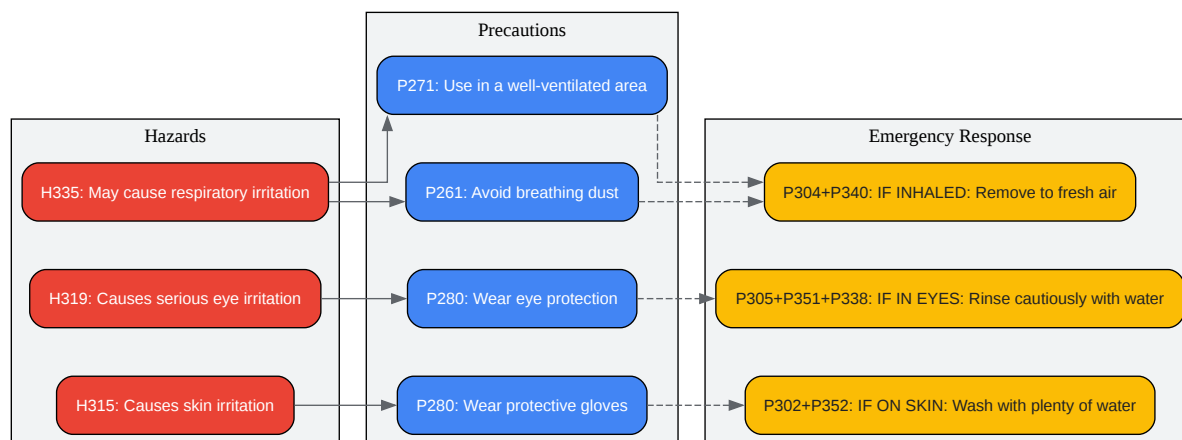 Precautions
P271: Use in a well-ventilated area
Hazards
Emergency Response
H335: May cause respiratory irritation
P261: Avoid breathing dust
P304+P340: IF INHALED: Remove to fresh air
H319: Causes serious eye irritation
P280: Wear eye protection
P305+P351+P338: IF IN EYES: Rinse cautiously with water
H315: Causes skin irritation
P280: Wear protective gloves
P302+P352: IF ON SKIN: Wash with plenty of water